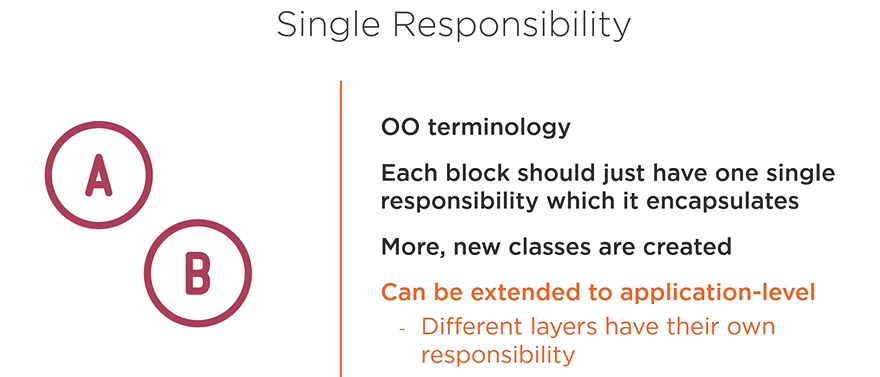 Single Responsibility
A
B
OO terminology
Each block should just have one single
responsibility which it encapsulates
More, new classes are created
Can be extended to application-level
- Different layers have their own
responsibility